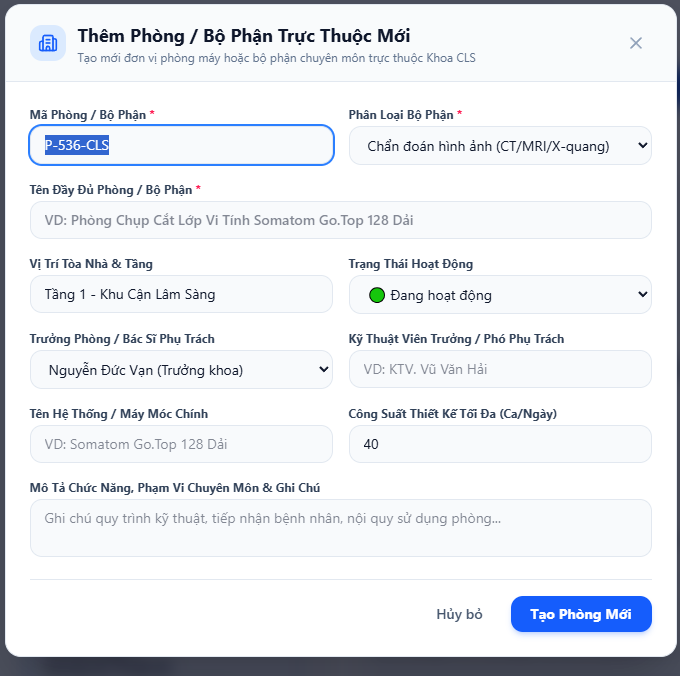 Thêm Phòng / Bộ Phận Trực Thuộc Mới
Tạo mới đơn vị phòng máy hoặc bộ phận chuyên môn trực thuộc Khoa CLS
Mã Phòng / Bộ Phận *
P-536-CLS
Phân Loại Bộ Phận *
Chẩn đoán hình ảnh (CT/MRI/X-quang)
Tên Đầy Đủ Phòng / Bộ Phận *
VD: Phòng Chụp Cắt Lớp Vi Tính Somatom Go.Top 128 Dải
Vị Trí Tòa Nhà & Tầng
Tầng 1 - Khu Cận Lâm Sàng
Trạng Thái Hoạt Động
Đang hoạt động
Trưởng Phòng / Bác Sĩ Phụ Trách
Nguyễn Đức Vạn (Trưởng khoa)
Kỹ Thuật Viên Trưởng / Phó Phụ Trách
VD: KTV. Vũ Văn Hải
Tên Hệ Thống / Máy Móc Chính
VD: Somatom Go.Top 128 Dải
Công Suất Thiết Kế Tối Đa (Ca/Ngày)
40
Mô Tả Chức Năng, Phạm Vi Chuyên Môn & Ghi Chú
Ghi chú quy trình kỹ thuật, tiếp nhận bệnh nhân, nội quy sử dụng phòng...
Hủy bỏ
Tạo Phòng Mới